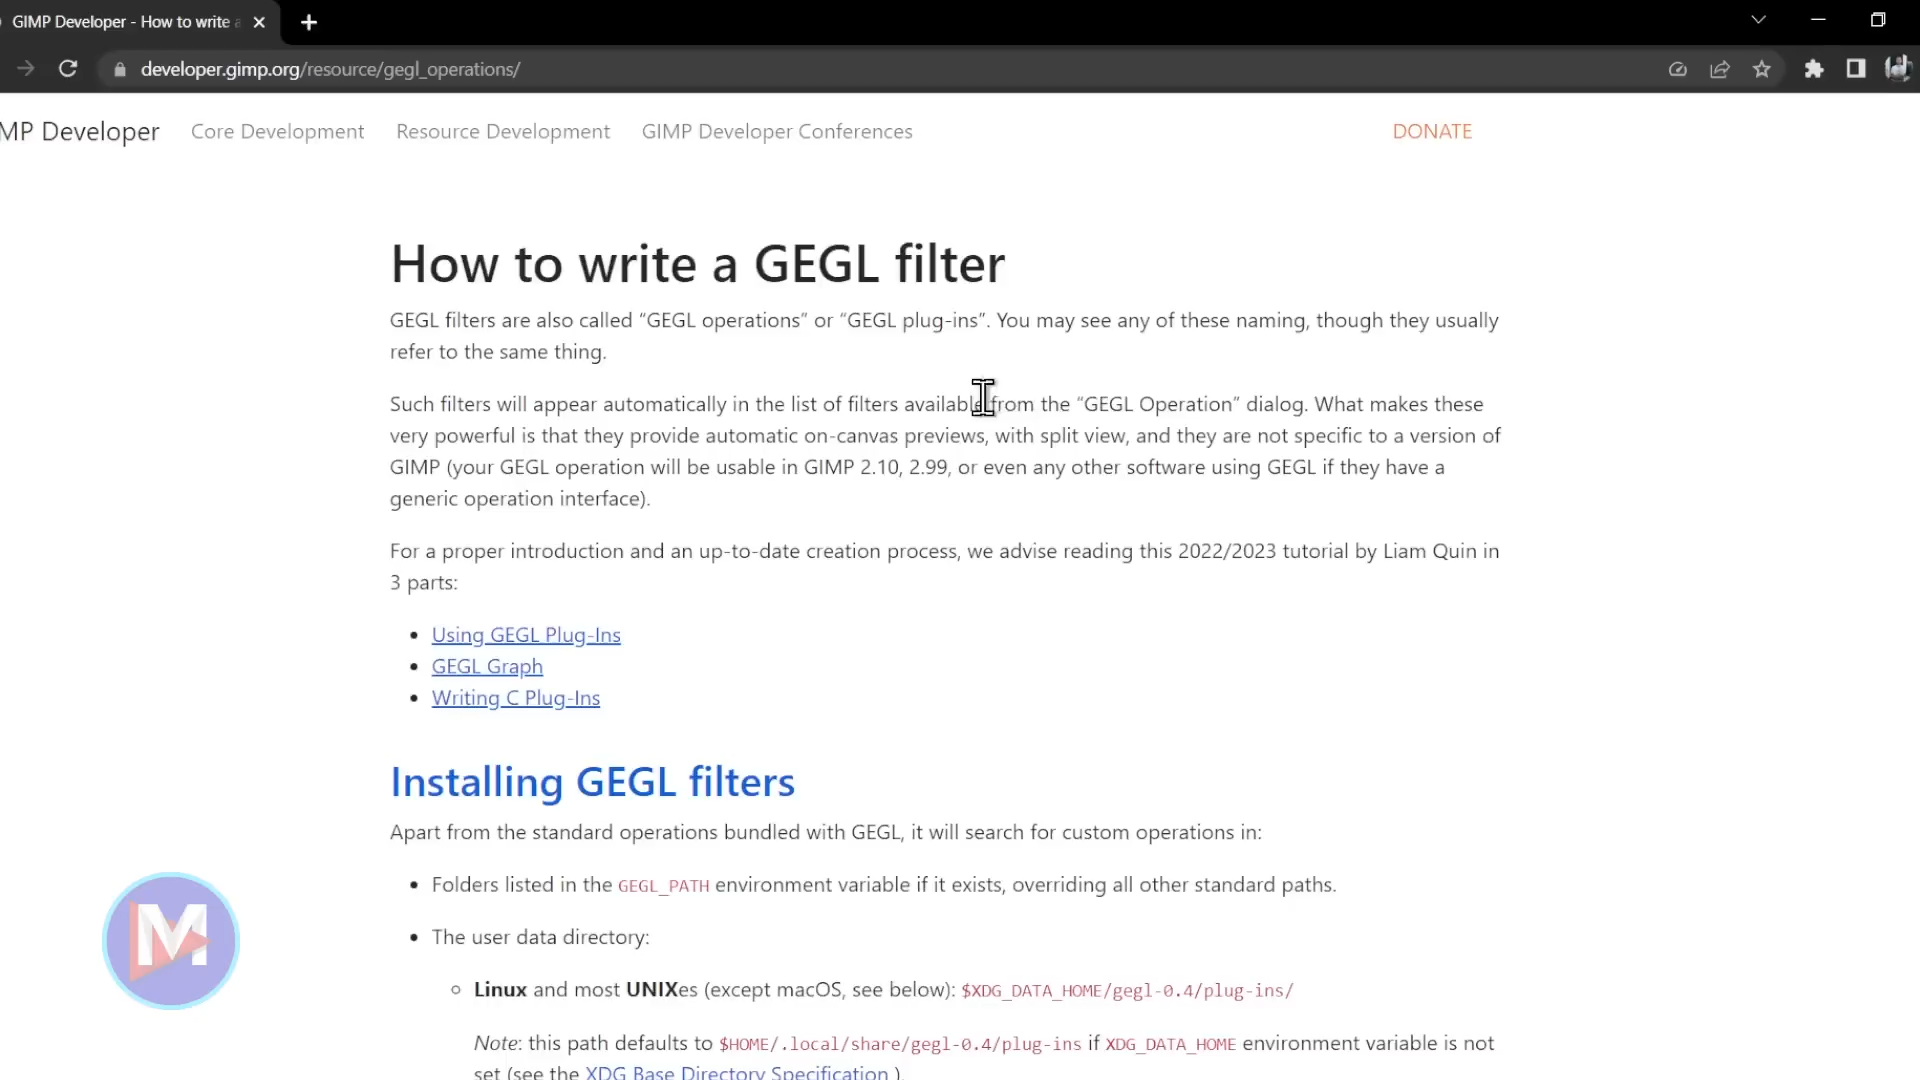 GIMP Developer - How to write a
developer.gimp.org/resource/gegl_operations/
MP Developer Core Development Resource Development GIMP Developer Conferences DONATE
How to write a GEGL filter
GEGL filters are also called “GEGL operations” or “GEGL plug-ins”. You may see any of these naming, though they usually
refer to the same thing.
Such filters will appear automatically in the list of filters available from the “GEGL Operation” dialog. What makes these
very powerful is that they provide automatic on-canvas previews, with split view, and they are not specific to a version of
GIMP (your GEGL operation will be usable in GIMP 2.10, 2.99, or even any other software using GEGL if they have a
generic operation interface).
For a proper introduction and an up-to-date creation process, we advise reading this 2022/2023 tutorial by Liam Quin in
3 parts:
Using GEGL Plug-Ins
GEGL Graph
Writing C Plug-Ins
Installing GEGL filters
Apart from the standard operations bundled with GEGL, it will search for custom operations in:
Folders listed in the GEGL_PATH environment variable if it exists, overriding all other standard paths.
The user data directory:
Linux and most UNIXes (except macOS, see below): $XDG_DATA_HOME/gegl-0.4/plug-ins/
M
Note: this path defaults to $HOME/.local/share/gegl-0.4/plug-ins if XDG_DATA_HOME environment variable is not
set (see the XDG Base Directory Specification ).